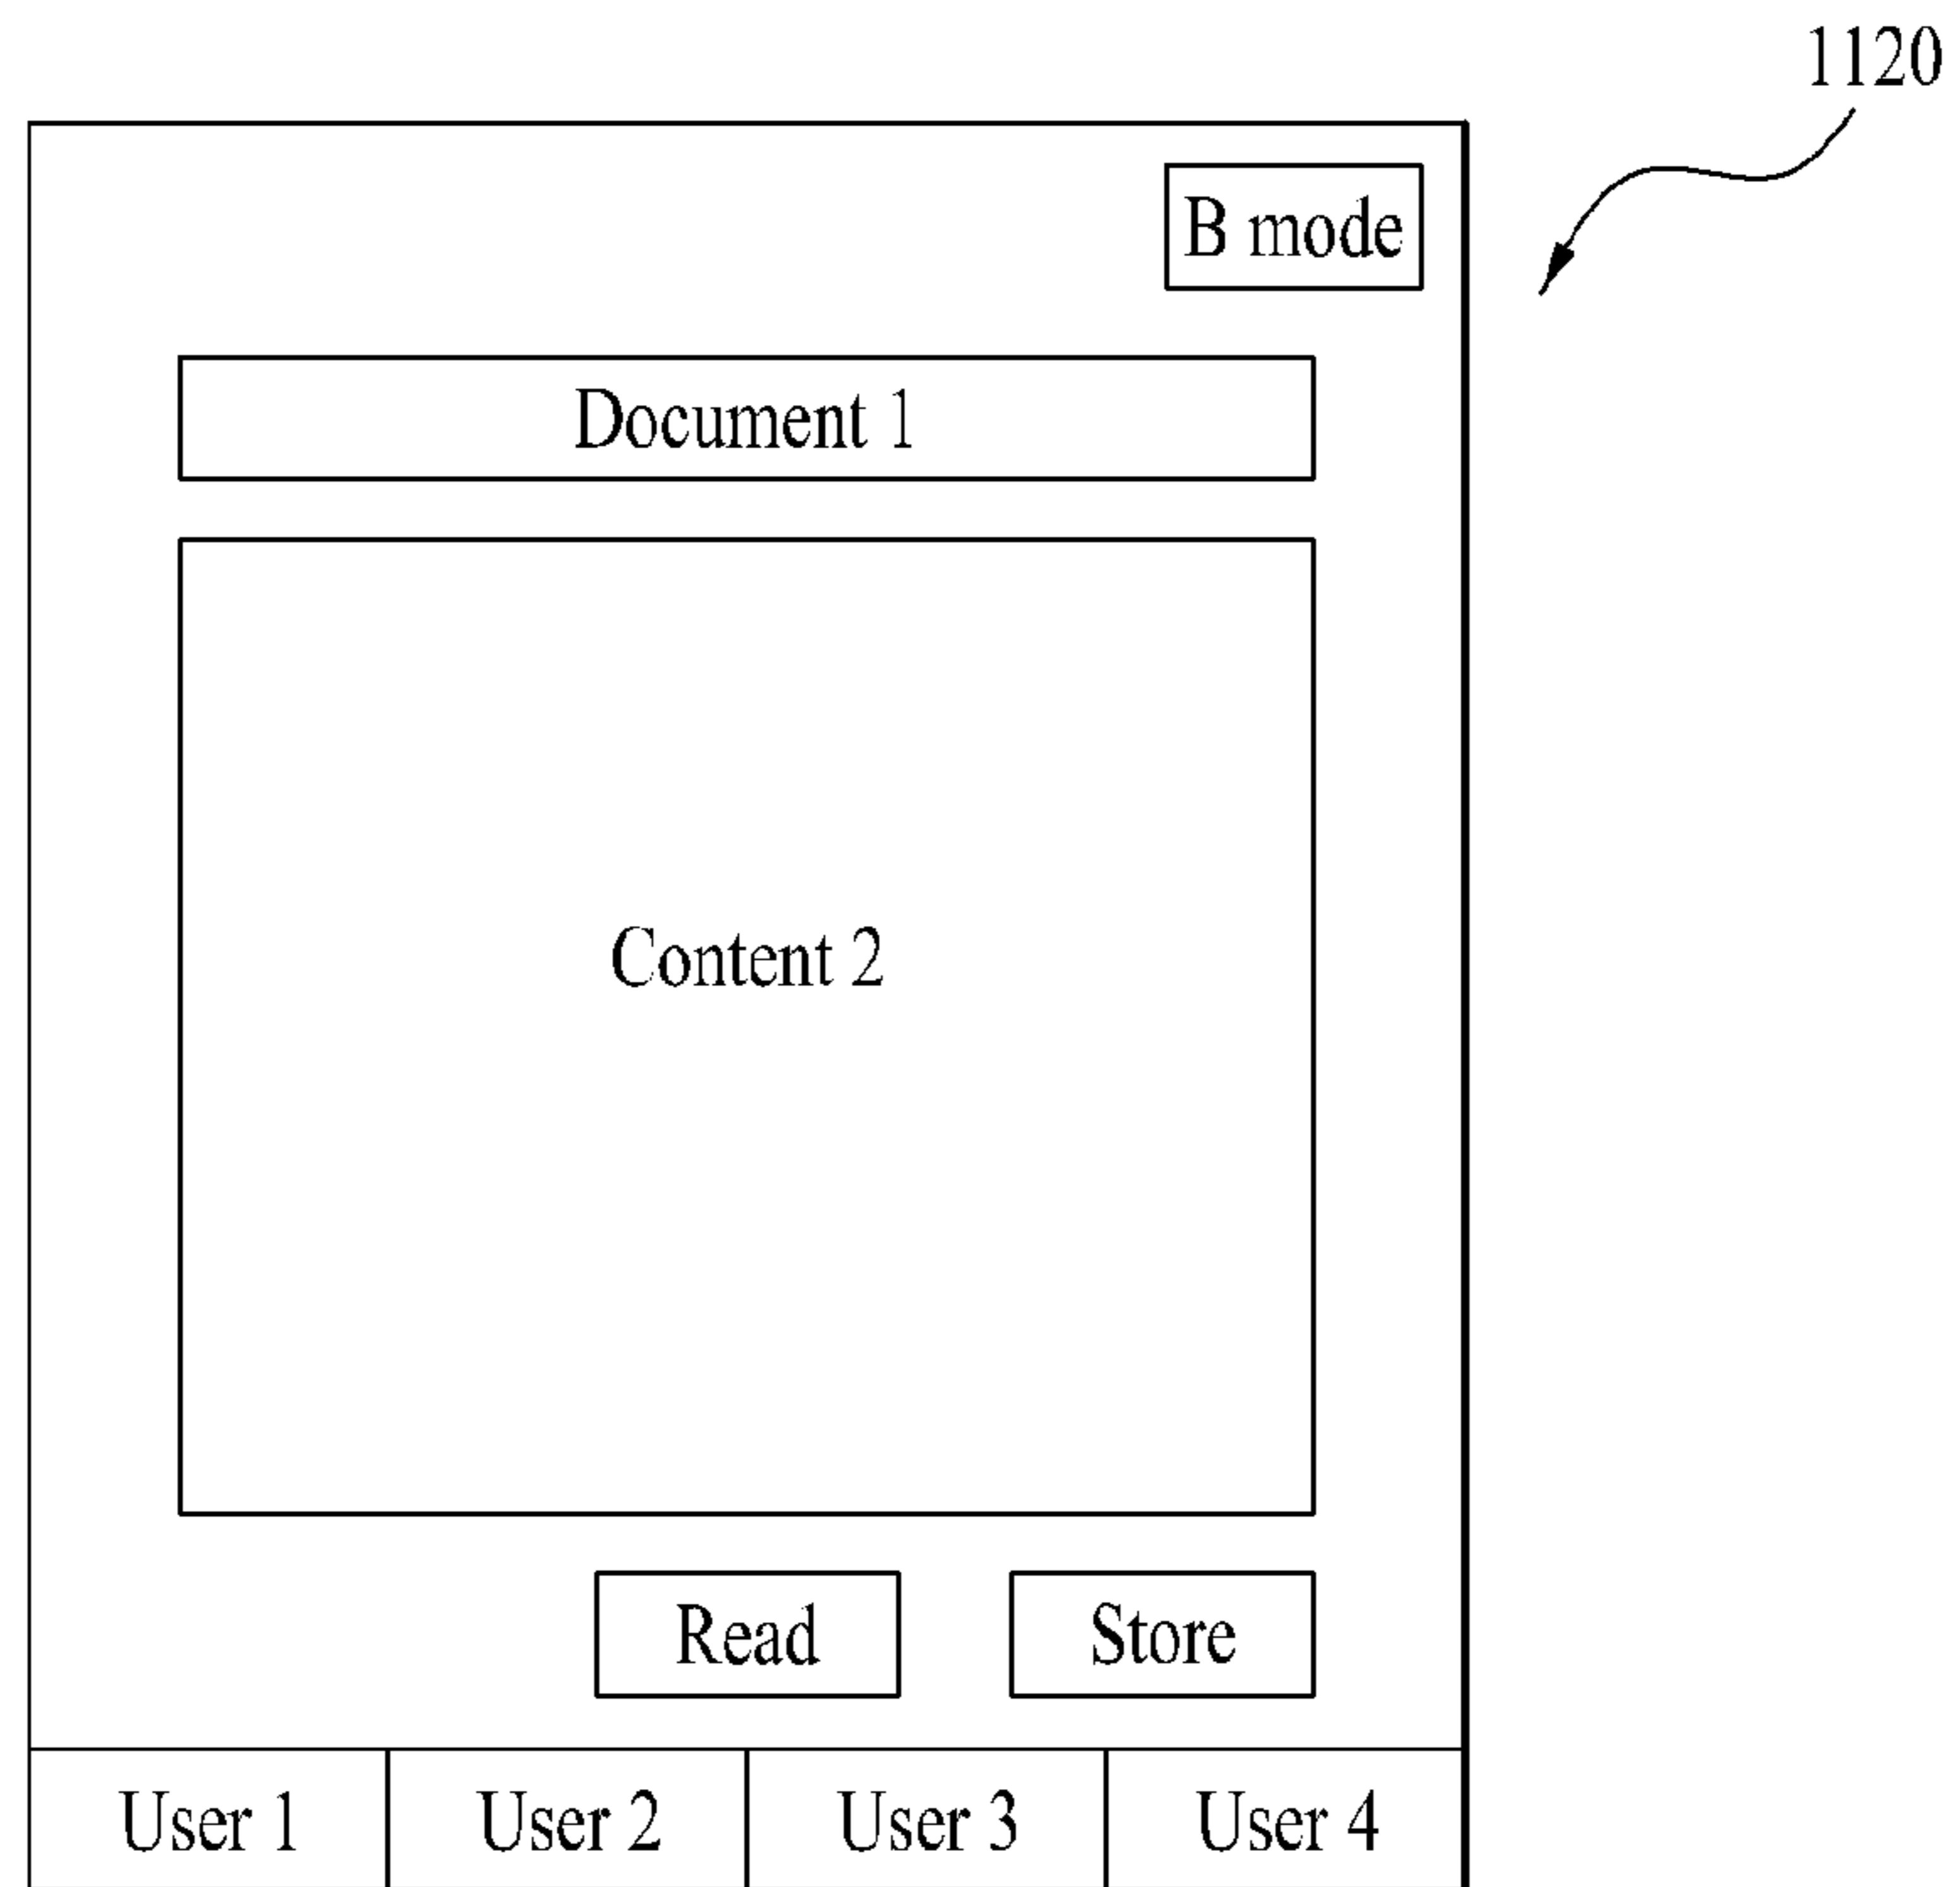 1120
B mode
Document 1
Content 2
Read Store
User 1 User 2 User 3 User 4